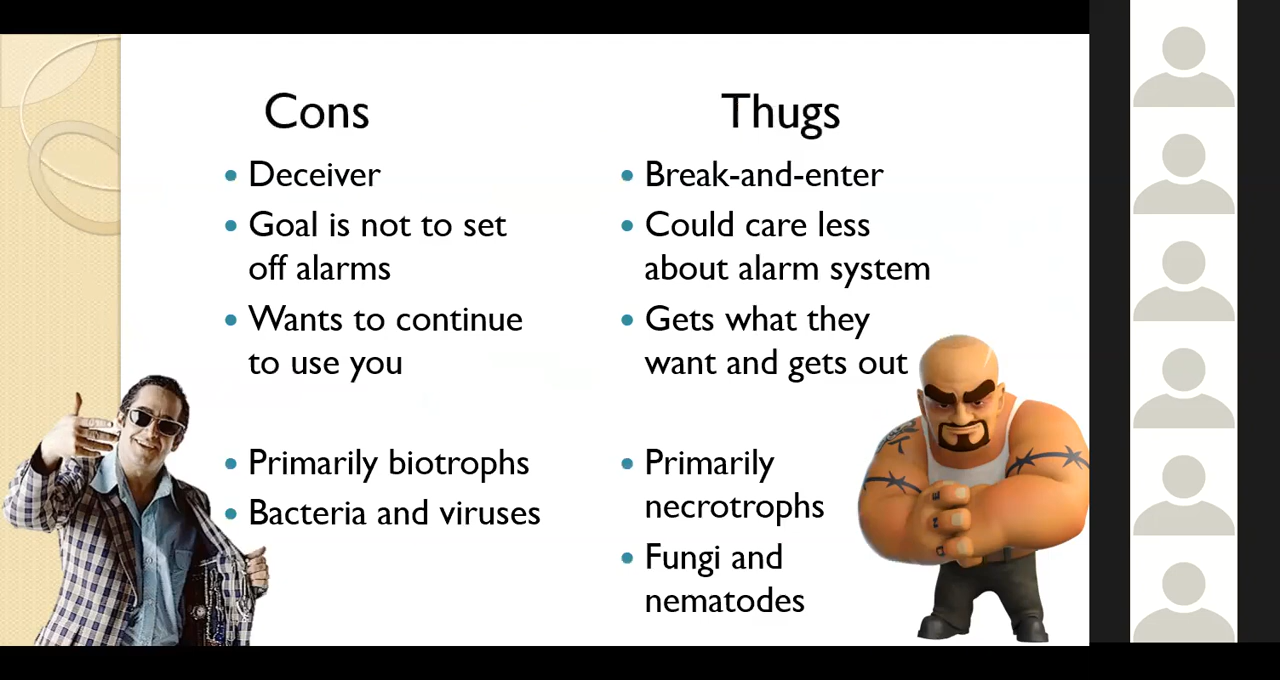 Cons
Deceiver
Goal is not to set
off alarms
Wants to continue
to use you
Primarily biotrophs
Bacteria and viruses
Thugs
Break-and-enter
Could care less
about alarm system
Gets what they
want and gets out
Primarily
necrotrophs
Fungi and
nematodes